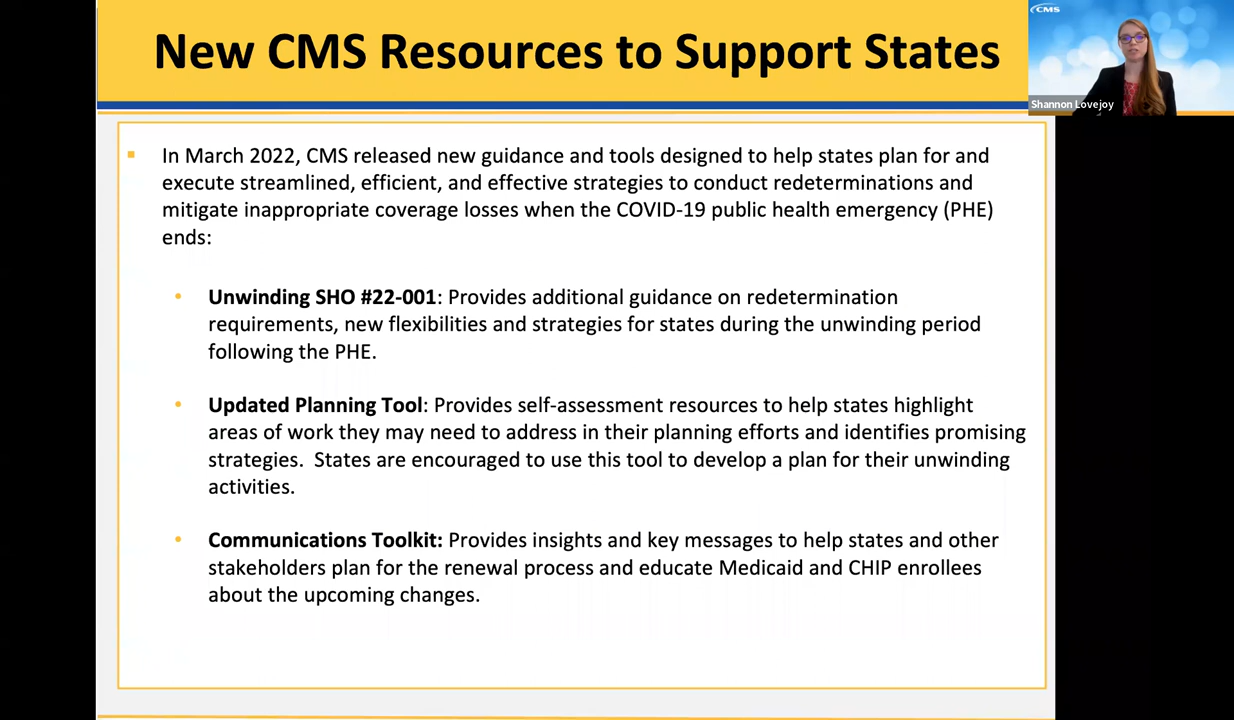 New CMS Resources to Support States
CMS
Shannon Lovejoy
▪ In March 2022, CMS released new guidance and tools designed to help states plan for and
execute streamlined, efficient, and effective strategies to conduct redeterminations and
mitigate inappropriate coverage losses when the COVID-19 public health emergency (PHE)
ends:
• Unwinding SHO #22-001: Provides additional guidance on redetermination
requirements, new flexibilities and strategies for states during the unwinding period
following the PHE.
• Updated Planning Tool: Provides self-assessment resources to help states highlight
areas of work they may need to address in their planning efforts and identifies promising
strategies.  States are encouraged to use this tool to develop a plan for their unwinding
activities.
• Communications Toolkit: Provides insights and key messages to help states and other
stakeholders plan for the renewal process and educate Medicaid and CHIP enrollees
about the upcoming changes.